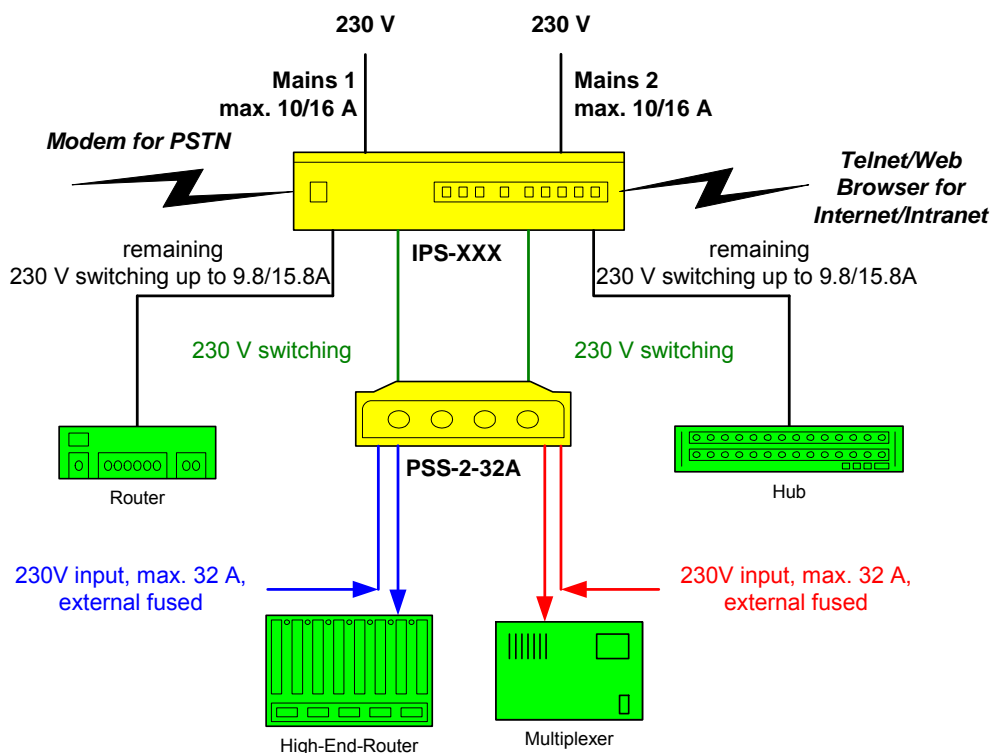 230 V
230 V
Mains 1
max. 10/16 A
Mains 2
max. 10/16 A
Modem for PSTN
Telnet/Web
Browser for
Internet/Intranet
remaining
230 V switching up to 9.8/15.8A
IPS-XXX
remaining
230 V switching up to 9.8/15.8A
230 V switching
230 V switching
PSS-2-32A
Router
Hub
230V input, max. 32 A,
external fused
230V input, max. 32 A,
external fused
High-End-Router
Multiplexer